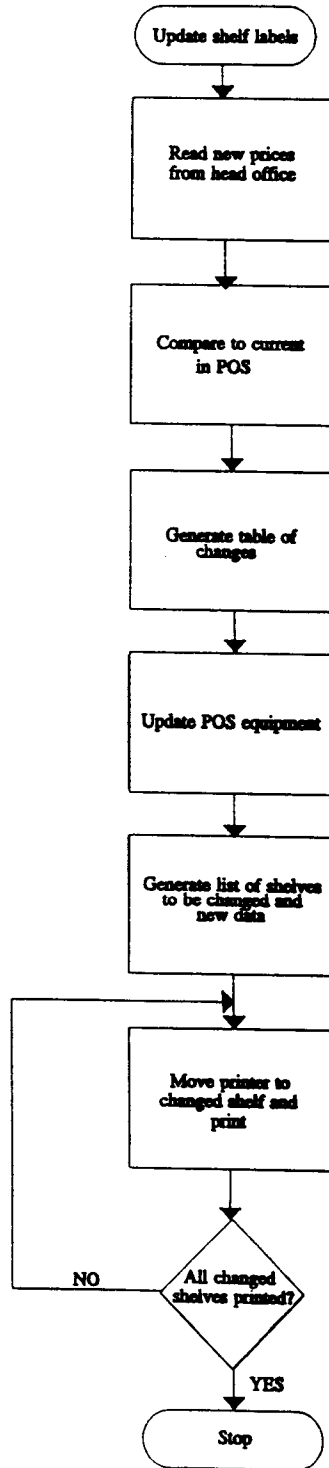 Update shelf labels
Read new prices
from head office
Compare to current
in POS
Generate table of
changes
Update POS equipment
Generate list of shelves
to be changed and
new data
Move printer to
changed shelf and
print
All changed
shelves printed?
NO
YES
Stop